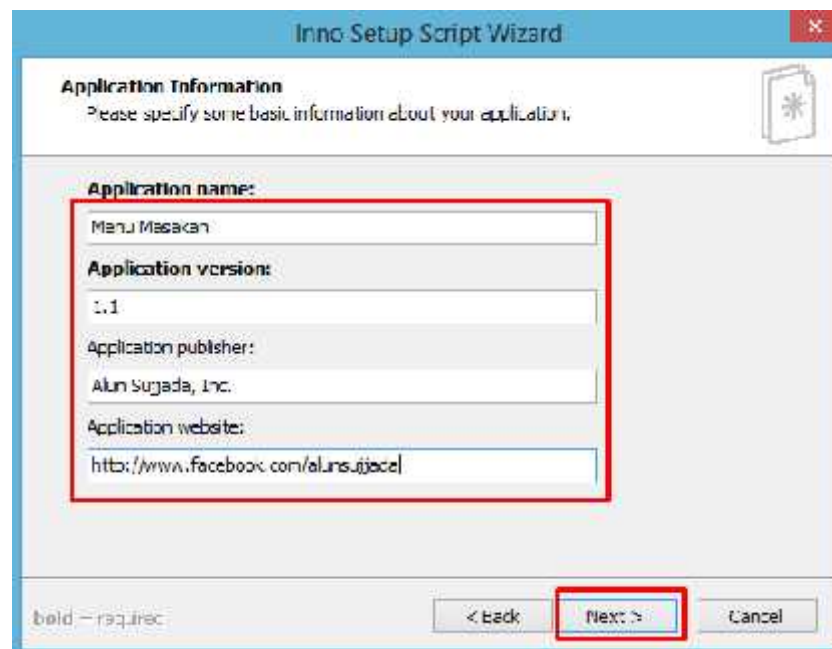 Inno Setup Script Wizard
Application Information
Please specify some basic information about your application.
Application name:
Menu Masakan
Application version:
1.1
Application publisher:
Alun Sujjada, Inc.
Application website:
http://www.facebook.com/alunsujjada
bold = required
< Back
Next >
Cancel